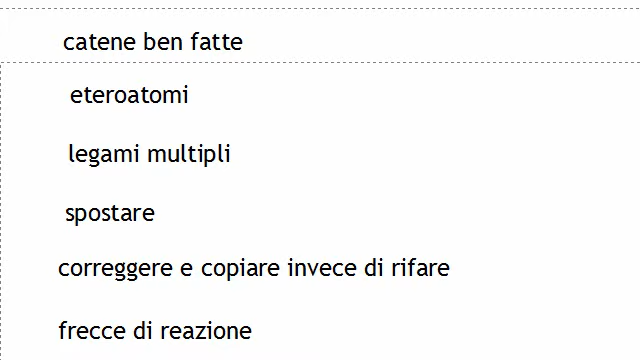 catene ben fatte
eteroatomi
legami multipli
spostare
correggere e copiare invece di rifare
frecce di reazione